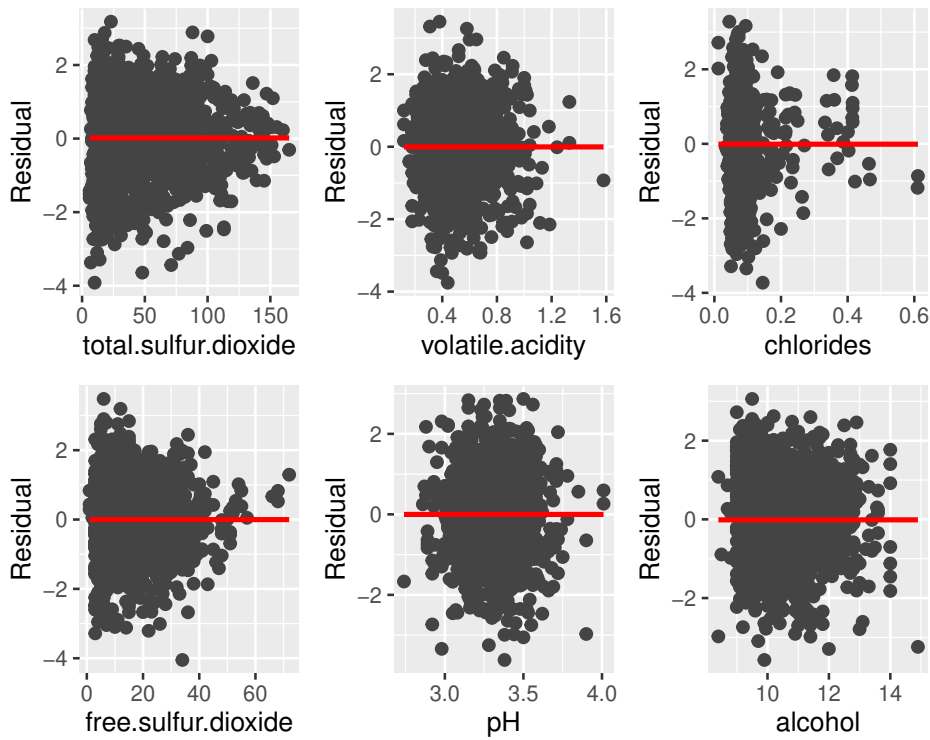 Residual
2
0
−2
−4
0 50 100 150
total.sulfur.dioxide
Residual
4
2
0
−2
−4
0.4 0.8 1.2 1.6
volatile.acidity
Residual
2
0
−2
−4
0.0 0.2 0.4 0.6
chlorides
Residual
2
0
−2
−4
0 20 40 60
free.sulfur.dioxide
Residual
2
0
−2
3.0 3.5 4.0
pH
Residual
2
0
−2
10 12 14
alcohol